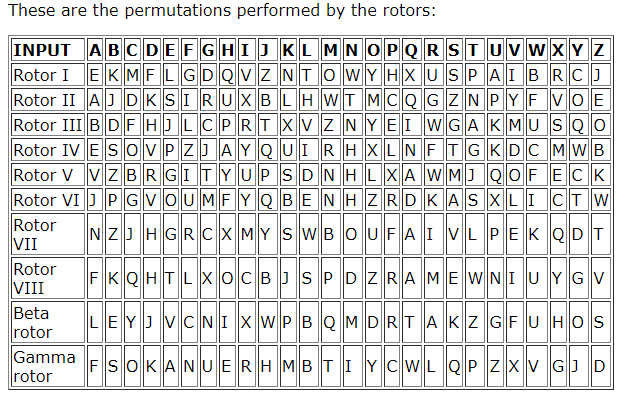 These are the permutations performed by the rotors:
INPUT A B C D E F G H I J K L M N O P Q R S T U V W X Y Z
Rotor I E K M F L G D Q V Z N T O W Y H X U S P A I B R C J
Rotor II A J D K S I R U X B L H W T M C Q G Z N P Y F V O E
Rotor III B D F H J L C P R T X V Z N Y E I W G A K M U S Q O
Rotor IV E S O V P Z J A Y Q U I R H X L N F T G K D C M W B
Rotor V V Z B R G I T Y U P S D N H L X A W M J Q O F E C K
Rotor VI J P G V O U M F Y Q B E N H Z R D K A S X L I C T W
Rotor
VII
N Z J H G R C X M Y S W B O U F A I V L P E K Q D T
Rotor
VIII
F K Q H T L X O C B J S P D Z R A M E W N I U Y G V
Beta
rotor
L E Y J V C N I X W P B Q M D R T A K Z G F U H O S
Gamma
rotor
F S O K A N U E R H M B T I Y C W L Q P Z X V G J D